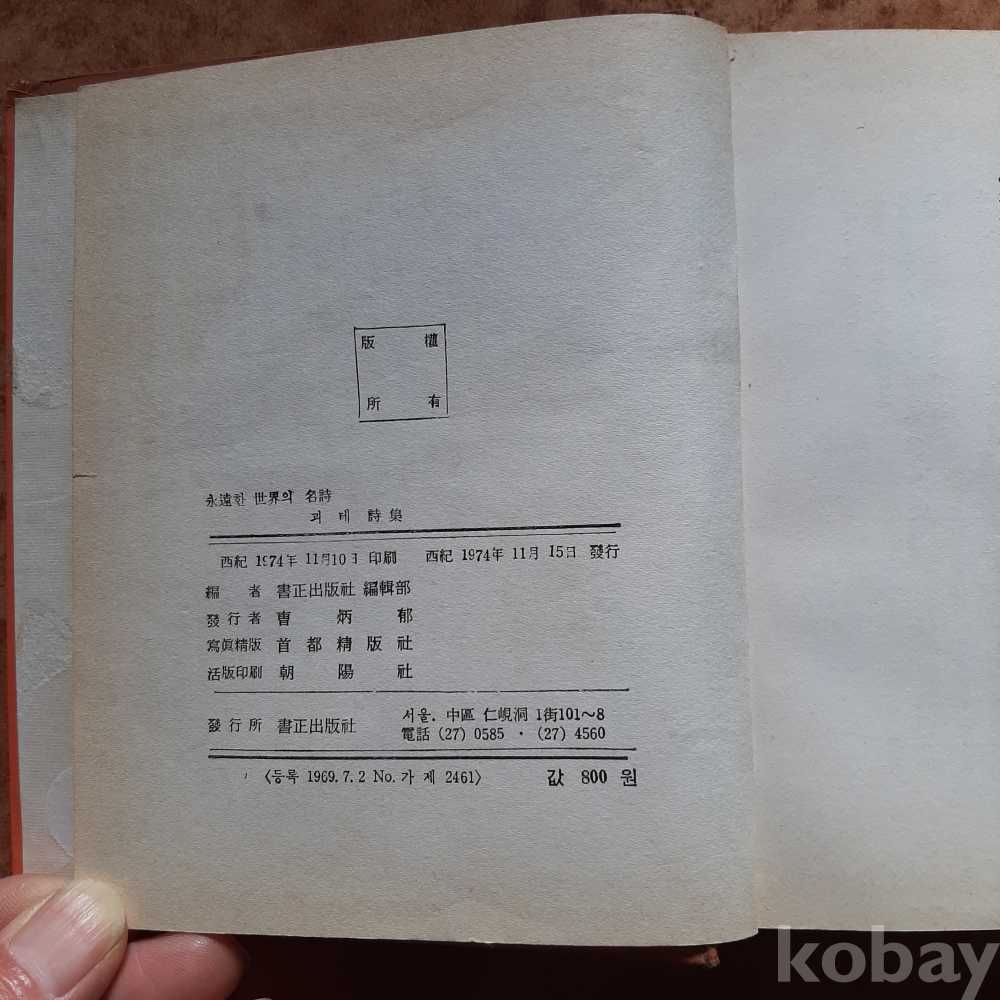 版 權
所 有
永遠한 世界의 名詩
괴 테 詩集
西紀 1974年 11月10日 印刷 西紀 1974年 11月 15日 發行
編 者 書正出版社 編輯部
發行者 曺 炳 郁
寫眞精版 首都精版社
活版印刷 朝 陽 社
發行所 書正出版社 서울. 中區 仁峴洞 1街101~8
電話 (27) 0585 · (27) 4560
〈등록 1969. 7. 2 No. 가 제 2461〉 값 800 원
kobay